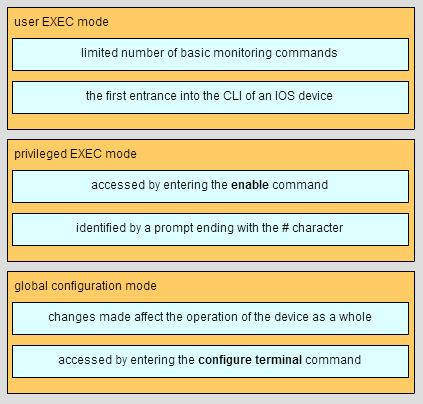 user EXEC mode
limited number of basic monitoring commands
the first entrance into the CLI of an IOS device
privileged EXEC mode
accessed by entering the enable command
identified by a prompt ending with the # character
global configuration mode
changes made affect the operation of the device as a whole
accessed by entering the configure terminal command